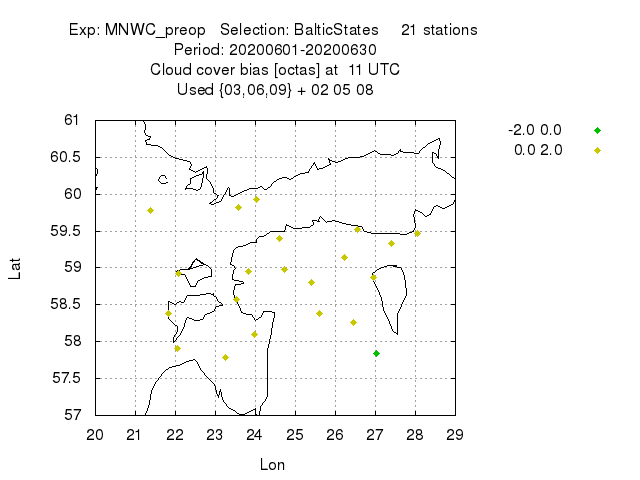 Exp: MNWC_preop   Selection: BalticStates     21 stations
Period: 20200601-20200630
Cloud cover bias [octas] at  11 UTC
Used {03,06,09} + 02 05 08
-2.0 0.0
0.0 2.0
61
60.5
60
59.5
59
58.5
58
57.5
57
Lat
20 21 22 23 24 25 26 27 28 29
Lon